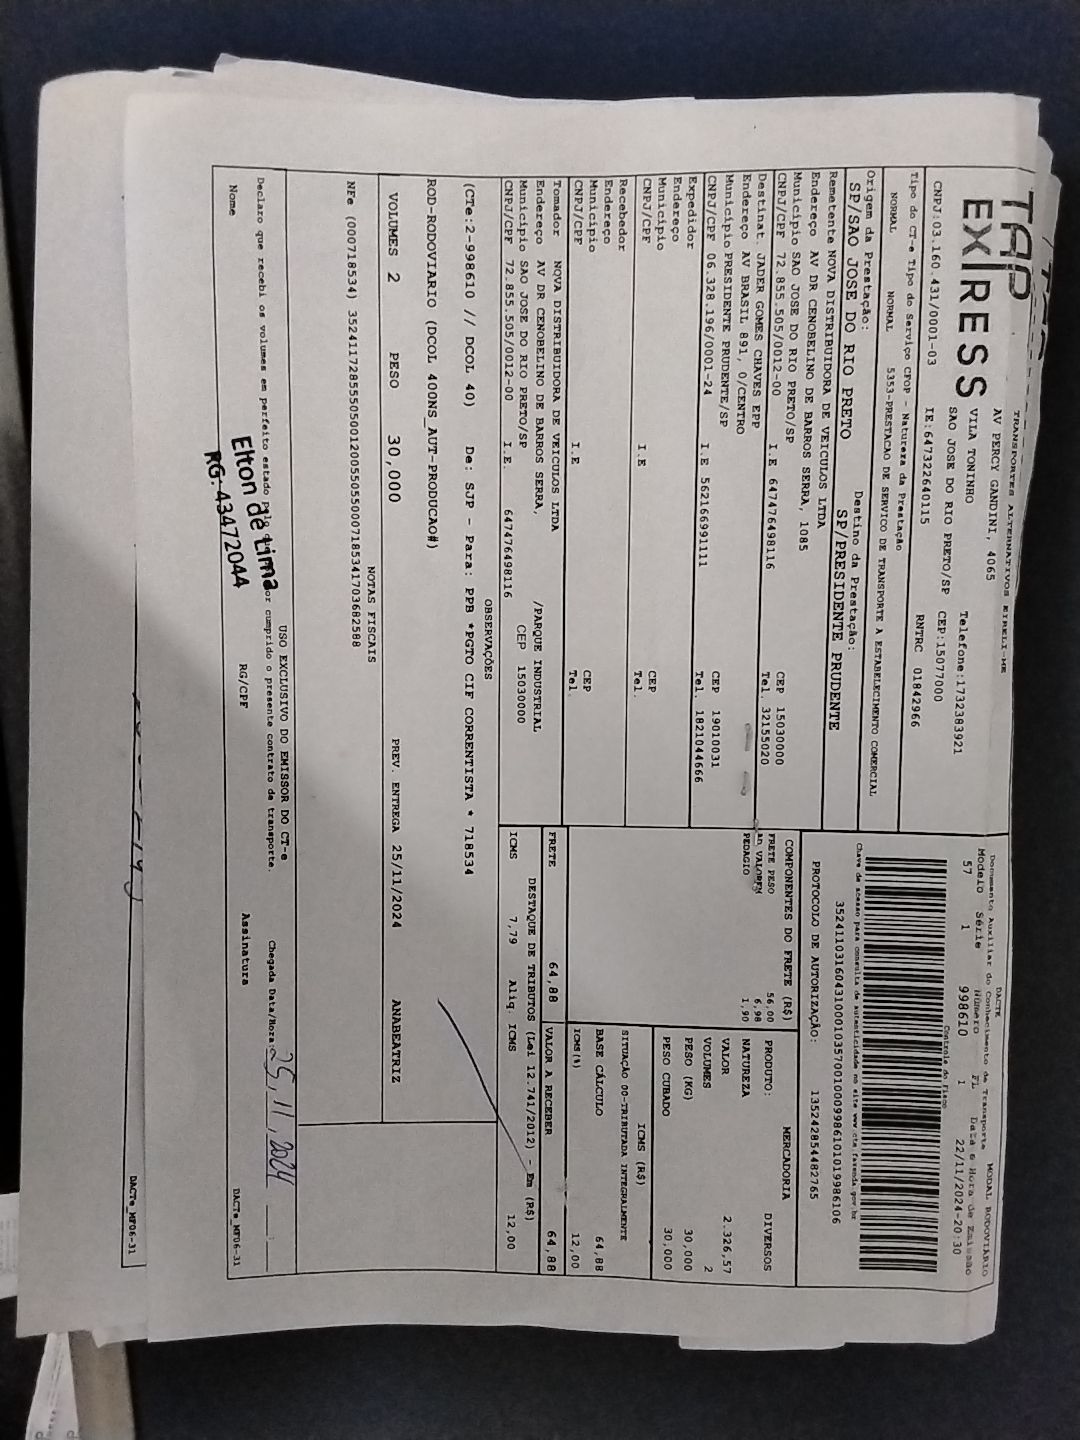 TAP
EXPRESS
TRANSPORTES ALTERNATIVOS EIRELI-ME
AV PERCY GANDINI, 4065
VILA TONINHO
SAO JOSE DO RIO PRETO/SP
Telefone:1732383921
CEP:15077000
CNPJ:03.160.431/0001-03 IE:647322640115 RNTRC 01842966
Tipo do CT-e Tipo do Serviço CFOP - Natureza da Prestação
NORMAL NORMAL 5353-PRESTACAO DE SERVICO DE TRANSPORTE A ESTABELECIMENTO COMERCIAL
Origem da Prestação: Destino da Prestação:
SP/SAO JOSE DO RIO PRETO SP/PRESIDENTE PRUDENTE
Remetente NOVA DISTRIBUIDORA DE VEICULOS LTDA
Endereço AV DR CENOBELINO DE BARROS SERRA, 1085
Município SAO JOSE DO RIO PRETO/SP CEP 15030000
CNPJ/CPF 72.855.505/0012-00 I.E 647476498116 Tel. 32155020
Destinat. JADER GOMES CHAVES EPP
Endereço AV BRASIL 891, 0/CENTRO
Município PRESIDENTE PRUDENTE/SP CEP 19010031
CNPJ/CPF 06.328.196/0001-24 I.E 562166991111 Tel. 1821044666
Expedidor
Endereço
Município CEP
CNPJ/CPF I.E Tel.
Recebedor
Endereço
Município CEP
CNPJ/CPF I.E Tel.
Tomador NOVA DISTRIBUIDORA DE VEICULOS LTDA
Endereço AV DR CENOBELINO DE BARROS SERRA, /PARQUE INDUSTRIAL
Município SAO JOSE DO RIO PRETO/SP CEP 15030000
CNPJ/CPF 72.855.505/0012-00 I.E. 647476498116
DACTE
Documento Auxiliar do Conhecimento de Transporte MODAL RODOVIÁRIO
Modelo Série Número FL Data e Hora de Emissão
57 1 998610 1 22/11/2024-20:30
Controle do Fisco
Chave de acesso para consulta de autenticidade no site www.cte.fazenda.gov.br
PROTOCOLO DE AUTORIZAÇÃO: 135242854482765
COMPONENTES DO FRETE (R$)
FRETE PESO 56,00
AD VALOREM 6,98
PEDAGIO 1,90
MERCADORIA
PRODUTO: DIVERSOS
NATUREZA
VALOR 2.326,57
VOLUMES 2
PESO (KG) 30,000
PESO CUBADO 30,000
ICMS (R$)
SITUAÇÃO 00-TRIBUTADA INTEGRALMENTE
BASE CÁLCULO 64,88
ICMS(%) 12,00
FRETE 64,88 VALOR A RECEBER 64,88
DESTAQUE DE TRIBUTOS (Lei 12.741/2012) - Em (R$)
ICMS 7,79 Aliq. ICMS 12,00
OBSERVAÇÕES
(CTe:2-998610 // DCOL 40) De: SJP - Para: PPB *PGTO CIF CORRENTISTA * 718534
ROD-RODOVIARIO (DCOL 400NS_AUT-PRODUCAO#)
VOLUMES 2 PESO 30,000 PREV. ENTREGA 25/11/2024 ANABEATRIZ
NOTAS FISCAIS
NFe (000718534)
USO EXCLUSIVO DO EMISSOR DO CT-e
Declaro que recebi os volumes em perfeito estado cumprido o presente contrato de transporte. Chegada Data/Hora: 25/11/2024
Nome RG/CPF Assinatura
Elton de Lima
RG: 43472044
DACTe_MF06-31
DACTe_MF06-31